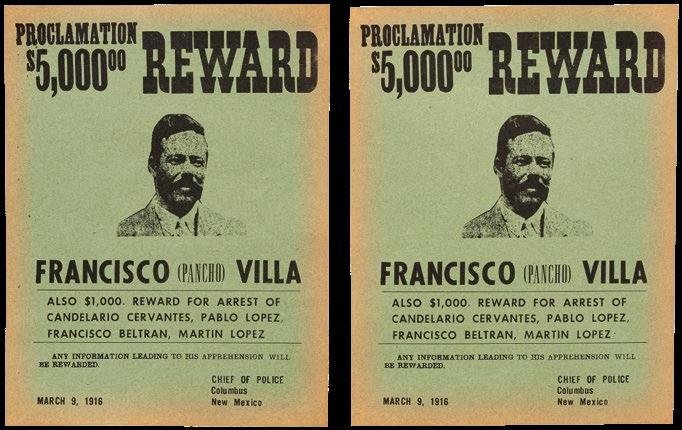 PROCLAMATION
$5,000⁰⁰ REWARD
FRANCISCO (PANCHO) VILLA
ALSO $1,000. REWARD FOR ARREST OF
CANDELARIO CERVANTES, PABLO LOPEZ,
FRANCISCO BELTRAN, MARTIN LOPEZ
ANY INFORMATION LEADING TO HIS APPREHENSION WILL
BE REWARDED.
CHIEF OF POLICE
Columbus
New Mexico
MARCH 9, 1916
PROCLAMATION
$5,000⁰⁰ REWARD
FRANCISCO (PANCHO) VILLA
ALSO $1,000. REWARD FOR ARREST OF
CANDELARIO CERVANTES, PABLO LOPEZ,
FRANCISCO BELTRAN, MARTIN LOPEZ
ANY INFORMATION LEADING TO HIS APPREHENSION WILL
BE REWARDED.
CHIEF OF POLICE
Columbus
New Mexico
MARCH 9, 1916